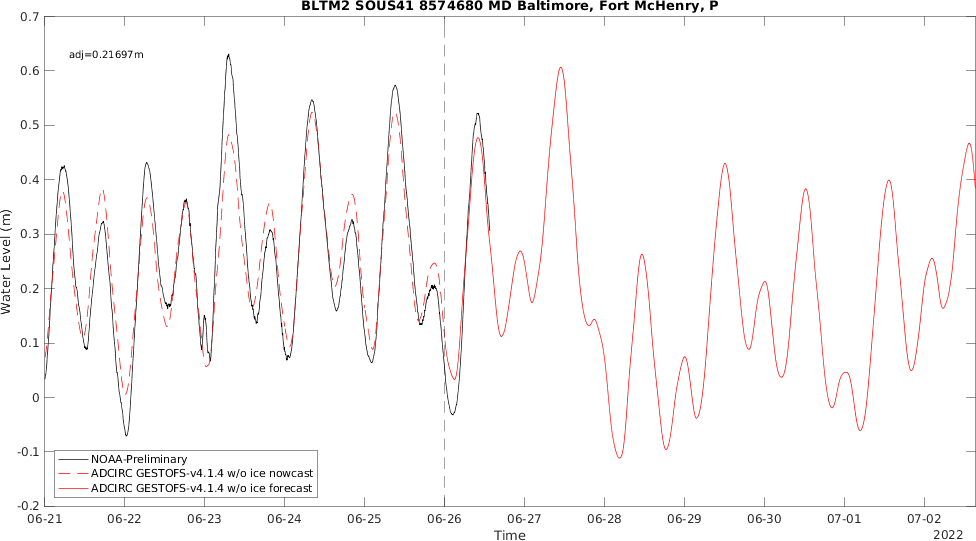 BLTM2 SOUS41 8574680 MD Baltimore, Fort McHenry, P
0.7
adj=0.21697m
0.6
0.5
0.4
0.3
0.2
0.1
0
-0.1
-0.2
Water Level (m)
NOAA-Preliminary
ADCIRC GESTOFS-v4.1.4 w/o ice nowcast
ADCIRC GESTOFS-v4.1.4 w/o ice forecast
06-21 06-22 06-23 06-24 06-25 06-26 06-27 06-28 06-29 06-30 07-01 07-02
Time
2022